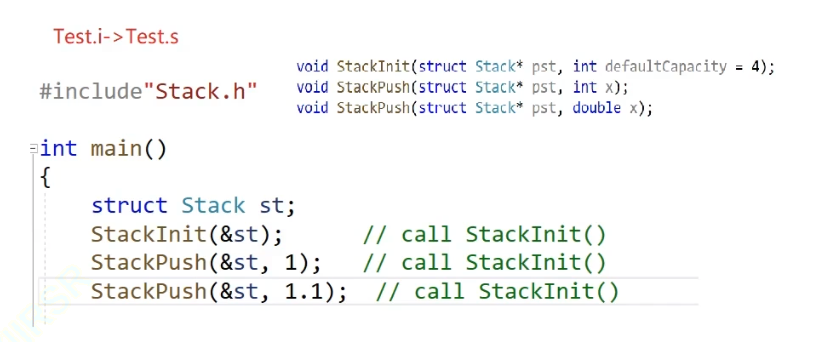 Test.i->Test.s
void StackInit(struct Stack* pst, int defaultCapacity = 4);
#include"Stack.h"
void StackPush(struct Stack* pst, int x);
void StackPush(struct Stack* pst, double x);
int main()
{
struct Stack st;
StackInit(&st); // call StackInit()
StackPush(&st, 1); // call StackInit()
StackPush(&st, 1.1); // call StackInit()